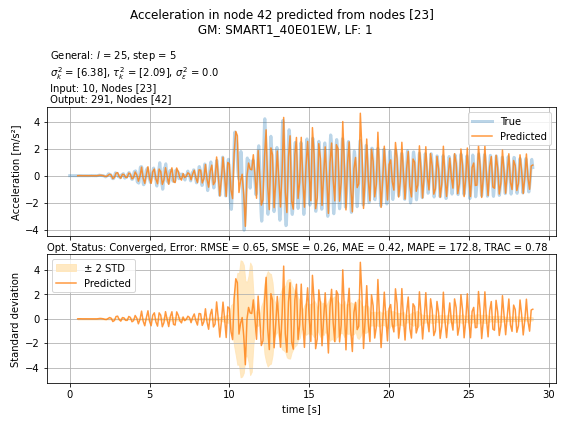 Acceleration in node 42 predicted from nodes [23]
GM: SMART1_40E01EW, LF: 1
General: l = 25, step = 5
σ²ₖ = [6.38], τ²ₖ = [2.09], σ²ε = 0.0
Input: 10, Nodes [23]
Output: 291, Nodes [42]
True
Predicted
Acceleration [m/s²]
4
2
0
−2
−4
Opt. Status: Converged, Error: RMSE = 0.65, SMSE = 0.26, MAE = 0.42, MAPE = 172.8, TRAC = 0.78
± 2 STD
Predicted
Standard deviation
4
2
0
−2
−4
0 5 10 15 20 25 30
time [s]